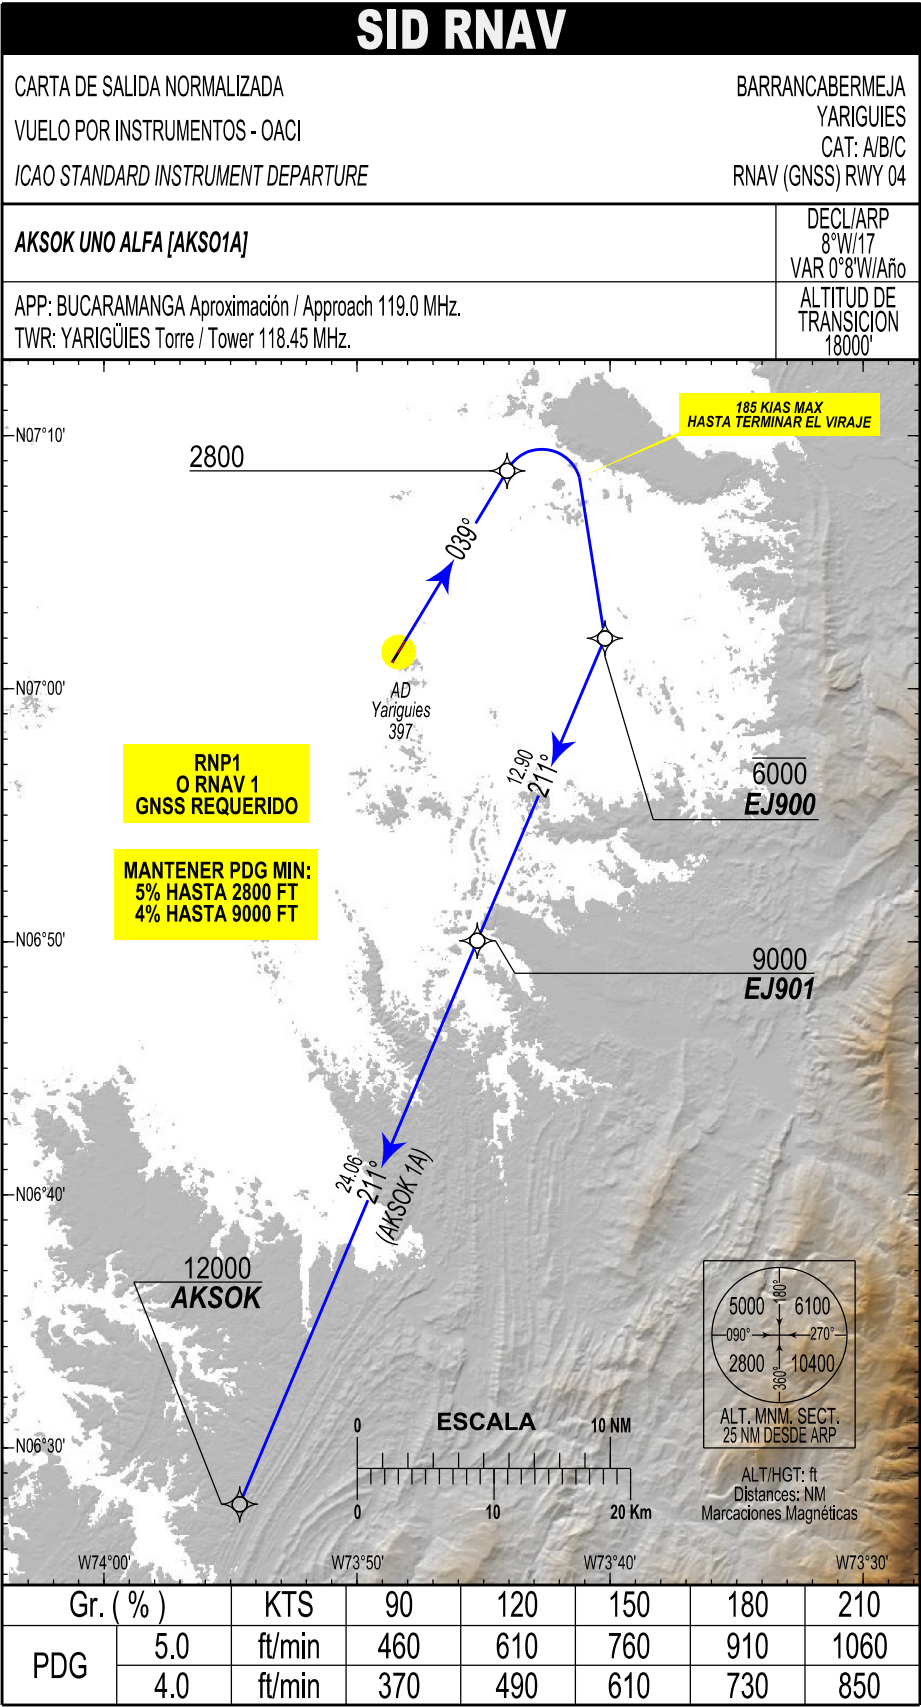 SID RNAV
CARTA DE SALIDA NORMALIZADA
VUELO POR INSTRUMENTOS - OACI
ICAO STANDARD INSTRUMENT DEPARTURE
BARRANCABERMEJA
YARIGUIES
CAT: A/B/C
RNAV (GNSS) RWY 04
AKSOK UNO ALFA [AKSO1A]
DECL/ARP
8°W/17
VAR 0°8'W/Año
APP: BUCARAMANGA Aproximación / Approach 119.0 MHz.
TWR: YARIGÜIES Torre / Tower 118.45 MHz.
ALTITUD DE
TRANSICION
18000'
185 KIAS MAX
HASTA TERMINAR EL VIRAJE
N07°10'
2800
039°
N07°00'
AD
Yariguies
397
RNP1
O RNAV 1
GNSS REQUERIDO
12.90
211°
6000
EJ900
MANTENER PDG MIN:
5% HASTA 2800 FT
4% HASTA 9000 FT
N06°50'
9000
EJ901
24.06
211°
(AKSOK 1A)
N06°40'
12000
AKSOK
180°
5000 6100
090° 270°
2800 10400
360°
ALT. MNM. SECT.
25 NM DESDE ARP
N06°30'
0 ESCALA 10 NM
0 10 20 Km
ALT/HGT: ft
Distances: NM
Marcaciones Magnéticas
W74°00' W73°50' W73°40' W73°30'
Gr. ( % ) KTS 90 120 150 180 210
PDG 5.0 ft/min 460 610 760 910 1060
4.0 ft/min 370 490 610 730 850